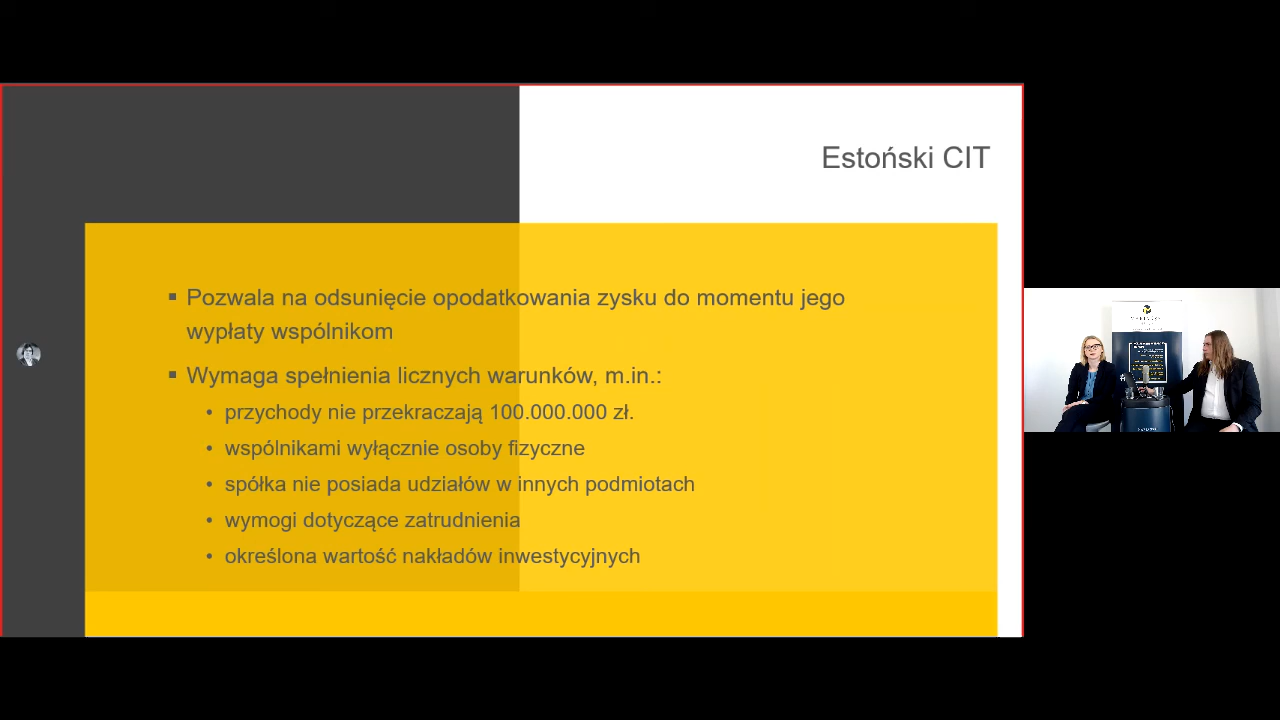 Estoński CIT
▪ Pozwala na odsunięcie opodatkowania zysku do momentu jego
wypłaty wspólnikom
▪ Wymaga spełnienia licznych warunków, m.in.:
• przychody nie przekraczają 100.000.000 zł.
• wspólnikami wyłącznie osoby fizyczne
• spółka nie posiada udziałów w innych podmiotach
• wymogi dotyczące zatrudnienia
• określona wartość nakładów inwestycyjnych